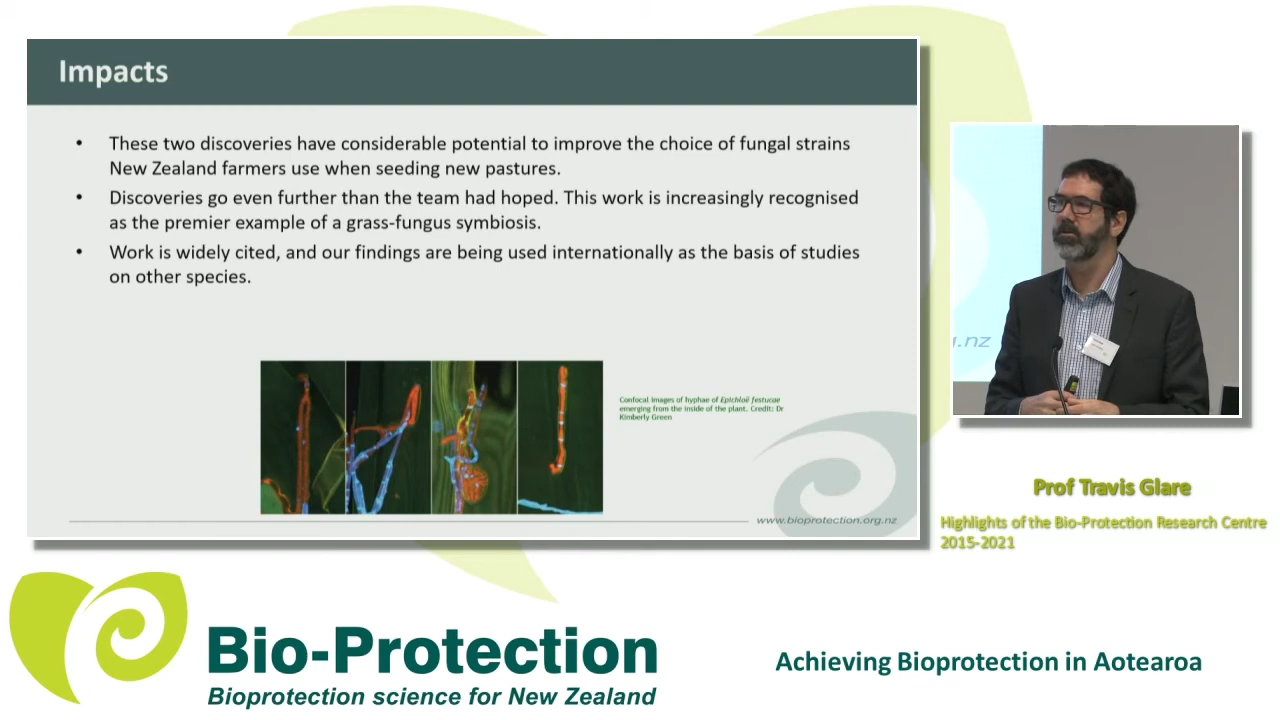 Impacts
• These two discoveries have considerable potential to improve the choice of fungal strains
New Zealand farmers use when seeding new pastures.
• Discoveries go even further than the team had hoped. This work is increasingly recognised
as the premier example of a grass-fungus symbiosis.
• Work is widely cited, and our findings are being used internationally as the basis of studies
on other species.
Confocal images of hyphae of Epichloë festucae
emerging from the inside of the plant. Credit: Dr
Kimberly Green
www.bioprotection.org.nz
.nz
Prof Travis Glare
Highlights of the Bio-Protection Research Centre
2015-2021
Bio-Protection
Bioprotection science for New Zealand
Achieving Bioprotection in Aotearoa